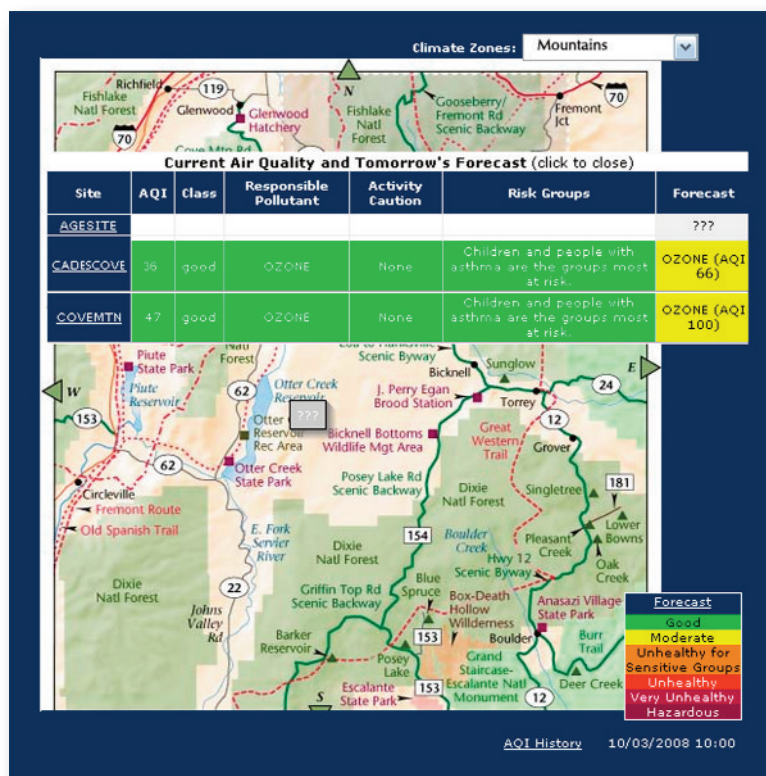 Climate Zones: Mountains
Richfield
119
N
Fishlake
Natl Forest
Glenwood
Glenwood
Hatchery
Fishlake
Natl
Forest
Gooseberry/
Fremont Rd
Scenic Backway
Fremont
Jct
70
70
Cove Mtn Rd
Current Air Quality and Tomorrow's Forecast (click to close)
Site AQI Class Responsible Pollutant Activity Caution Risk Groups Forecast
AGESITE ???
CADESCOVE 36 good OZONE None Children and people with asthma are the groups most at risk. OZONE (AQI 66)
COVEMTN 47 good OZONE None Children and people with asthma are the groups most at risk. OZONE (AQI 100)
Piute
State Park
Natl
Forest
Scenic Byway
Bicknell
Sunglow
E
W
Piute
Reservoir
62
Otter Creek
Reservoir
J. Perry Egan
Brood Station
Torrey
24
153
???
Otter
Reservoir
Rec Area
Bicknell Bottoms
Wildlife Mgt Area
Great
Western
Trail
12
Grover
62
Otter Creek
State Park
Posey Lake Rd
Scenic Backway
Dixie
Natl Forest
Singletree
181
Circleville
Fremont Route
Old Spanish Trail
E. Fork
Servier
River
154
Boulder
Creek
Pleasant
Creek
Lower
Bowns
Dixie
Natl Forest
Hwy 12
Scenic Byway
Oak
Creek
Dixie
Natl Forest
22
Griffin Top Rd
Scenic Backway
Blue
Spruce
Box-Death
Hollow
Willderness
Anasazi Village
State Park
Johns
Valley
Rd
Barker
Reservoir
153
Boulder
Burr
Trail
Posey
Lake
Grand
Staircase-
Escalante Natl
Monument
Deer Creek
S
Escalante
State Park
153
12
Forecast
Good
Moderate
Unhealthy for
Sensitive Groups
Unhealthy
Very Unhealthy
Hazardous
AQI History 10/03/2008 10:00